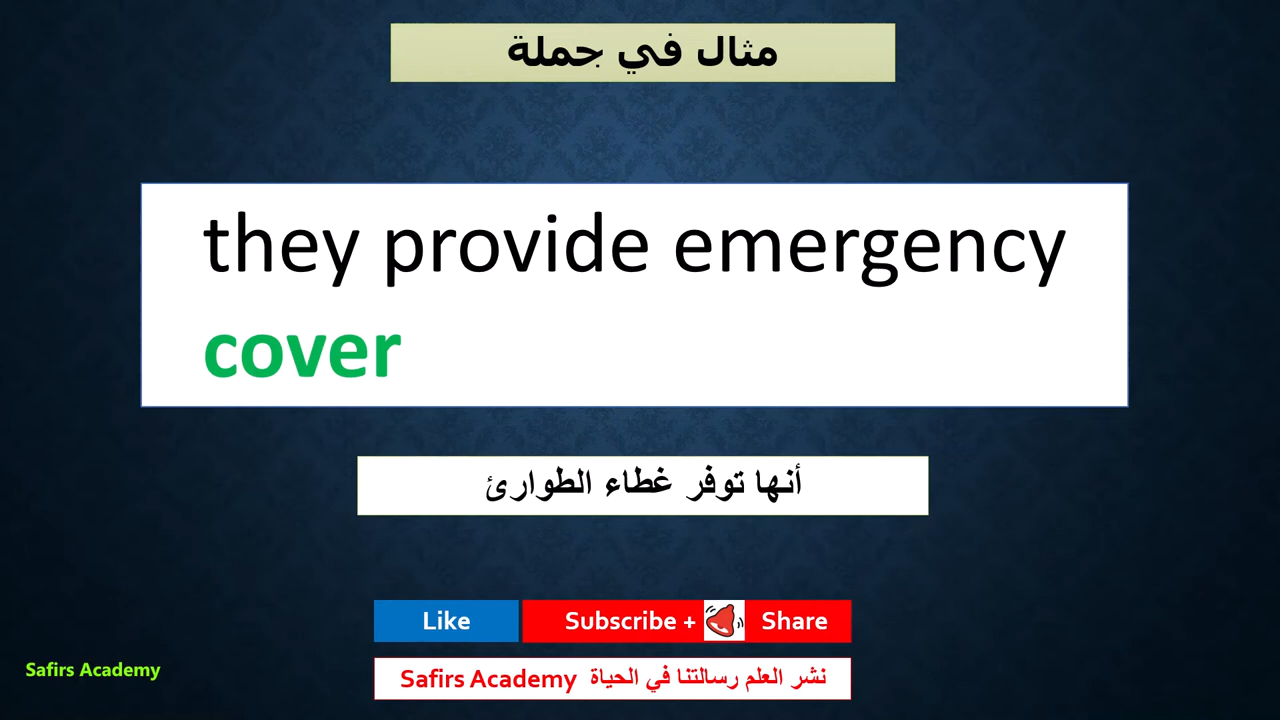 مثال في جملة
they provide emergency
cover
أنها توفر غطاء الطوارئ
Like Subscribe + Share
Safirs Academy
Safirs Academy نشر العلم رسالتنا في الحياة